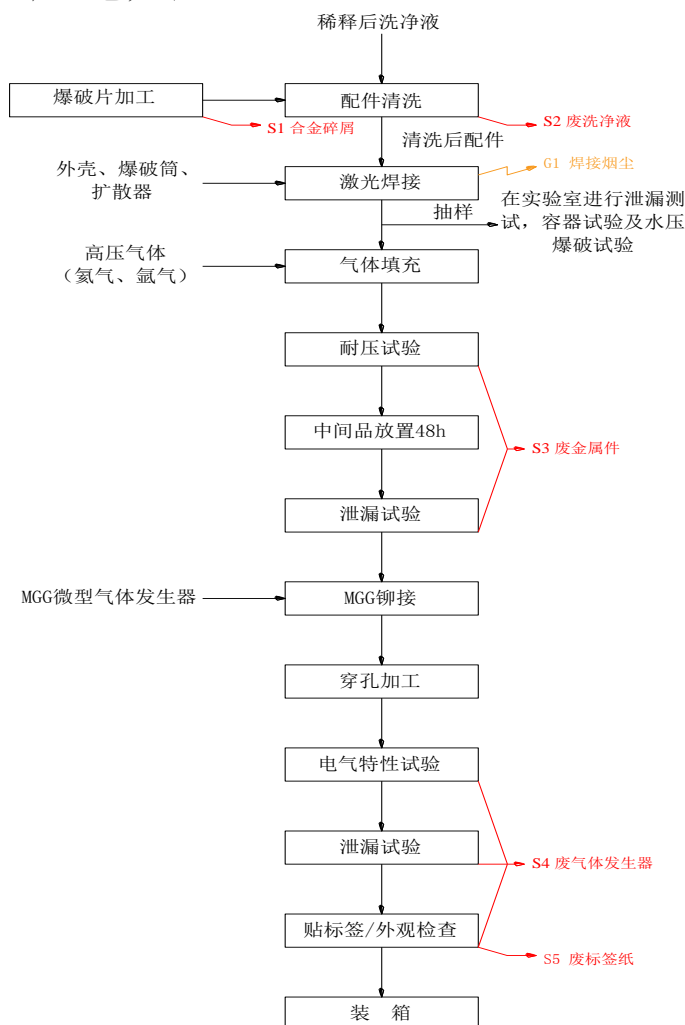 稀释后洗净液
爆破片加工
配件清洗
S1 合金碎屑
S2 废洗净液
清洗后配件
外壳、爆破筒、
扩散器
激光焊接
G1 焊接烟尘
抽样
在实验室进行泄漏测
试，容器试验及水压
爆破试验
高压气体
（氦气、氩气）
气体填充
耐压试验
中间品放置48h
S3 废金属件
泄漏试验
MGG微型气体发生器
MGG铆接
穿孔加工
电气特性试验
泄漏试验
S4 废气体发生器
贴标签/外观检查
S5 废标签纸
装 箱